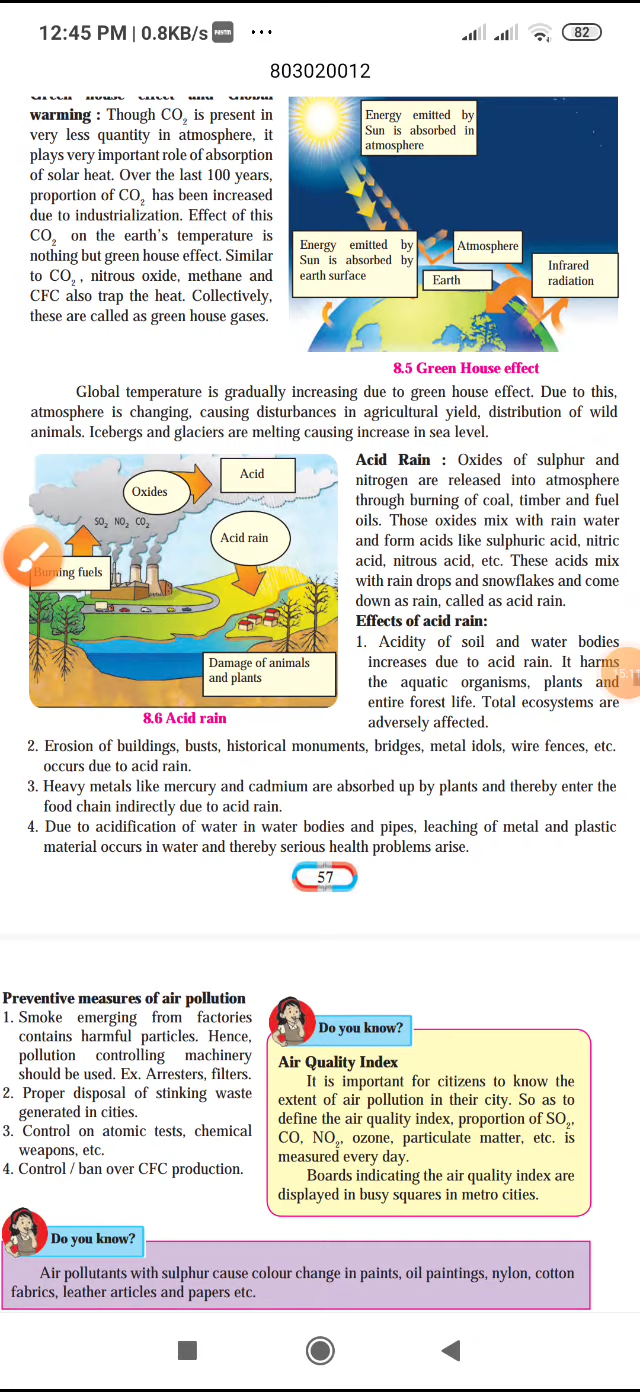 12:45 PM | 0.8KB/s Paytm ...
82
803020012
Green house effect and Global
warming : Though CO₂ is present in
very less quantity in atmosphere, it
plays very important role of absorption
of solar heat. Over the last 100 years,
proportion of CO₂ has been increased
due to industrialization. Effect of this
CO₂ on the earth's temperature is
nothing but green house effect. Similar
to CO₂ , nitrous oxide, methane and
CFC also trap the heat. Collectively,
these are called as green house gases.
Energy emitted by
Sun is absorbed in
atmosphere
Energy emitted by
Sun is absorbed by
earth surface
Atmosphere
Earth
Infrared
radiation
8.5 Green House effect
Global temperature is gradually increasing due to green house effect. Due to this,
atmosphere is changing, causing disturbances in agricultural yield, distribution of wild
animals. Icebergs and glaciers are melting causing increase in sea level.
Acid
Oxides
SO₂ NO₂ CO₂
Acid rain
Burning fuels
Damage of animals
and plants
8.6 Acid rain
Acid Rain : Oxides of sulphur and
nitrogen are released into atmosphere
through burning of coal, timber and fuel
oils. Those oxides mix with rain water
and form acids like sulphuric acid, nitric
acid, nitrous acid, etc. These acids mix
with rain drops and snowflakes and come
down as rain, called as acid rain.
Effects of acid rain:
1. Acidity of soil and water bodies
increases due to acid rain. It harms
the aquatic organisms, plants and
entire forest life. Total ecosystems are
adversely affected.
2. Erosion of buildings, busts, historical monuments, bridges, metal idols, wire fences, etc.
occurs due to acid rain.
3. Heavy metals like mercury and cadmium are absorbed up by plants and thereby enter the
food chain indirectly due to acid rain.
4. Due to acidification of water in water bodies and pipes, leaching of metal and plastic
material occurs in water and thereby serious health problems arise.
57
Preventive measures of air pollution
1. Smoke emerging from factories
contains harmful particles. Hence,
pollution controlling machinery
should be used. Ex. Arresters, filters.
2. Proper disposal of stinking waste
generated in cities.
3. Control on atomic tests, chemical
weapons, etc.
4. Control / ban over CFC production.
Do you know?
Air Quality Index
It is important for citizens to know the
extent of air pollution in their city. So as to
define the air quality index, proportion of SO₂,
CO, NO₂, ozone, particulate matter, etc. is
measured every day.
Boards indicating the air quality index are
displayed in busy squares in metro cities.
Do you know?
Air pollutants with sulphur cause colour change in paints, oil paintings, nylon, cotton
fabrics, leather articles and papers etc.